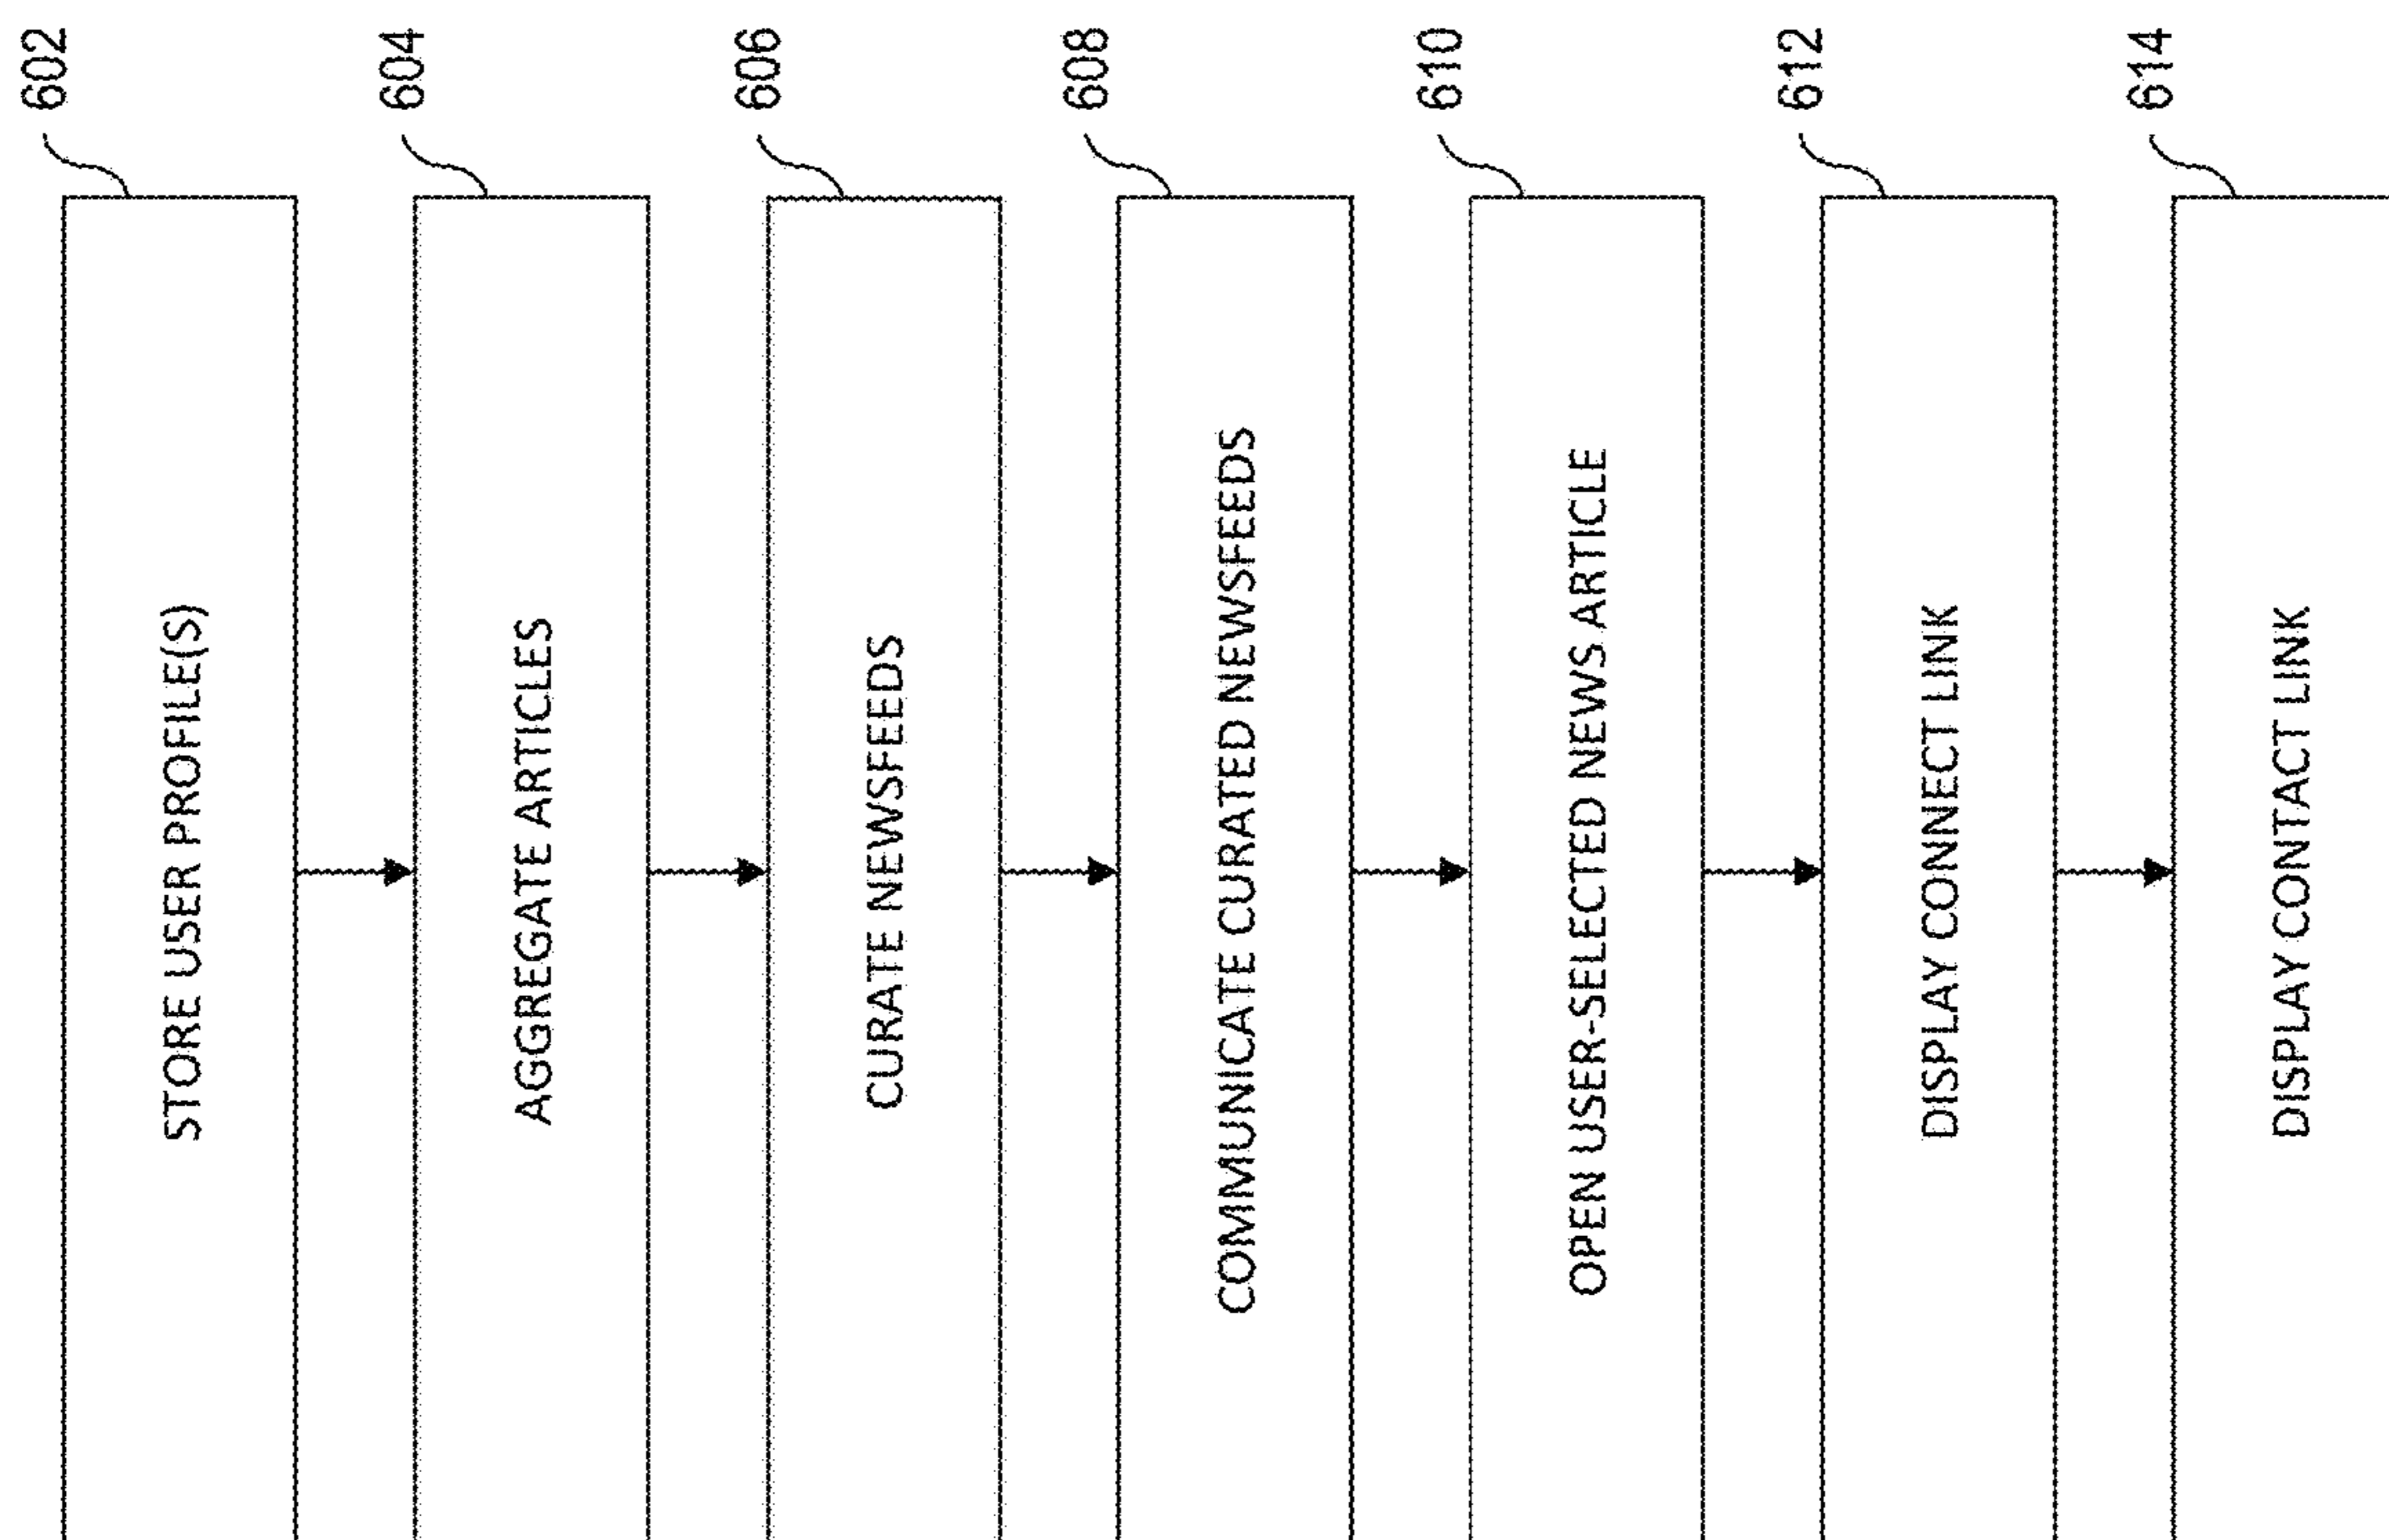 602
STORE USER PROFILE(S)
604
AGGREGATE ARTICLES
606
CURATE NEWSFEEDS
608
COMMUNICATE CURATED NEWSFEEDS
610
OPEN USER-SELECTED NEWS ARTICLE
612
DISPLAY CONNECT LINK
614
DISPLAY CONTACT LINK